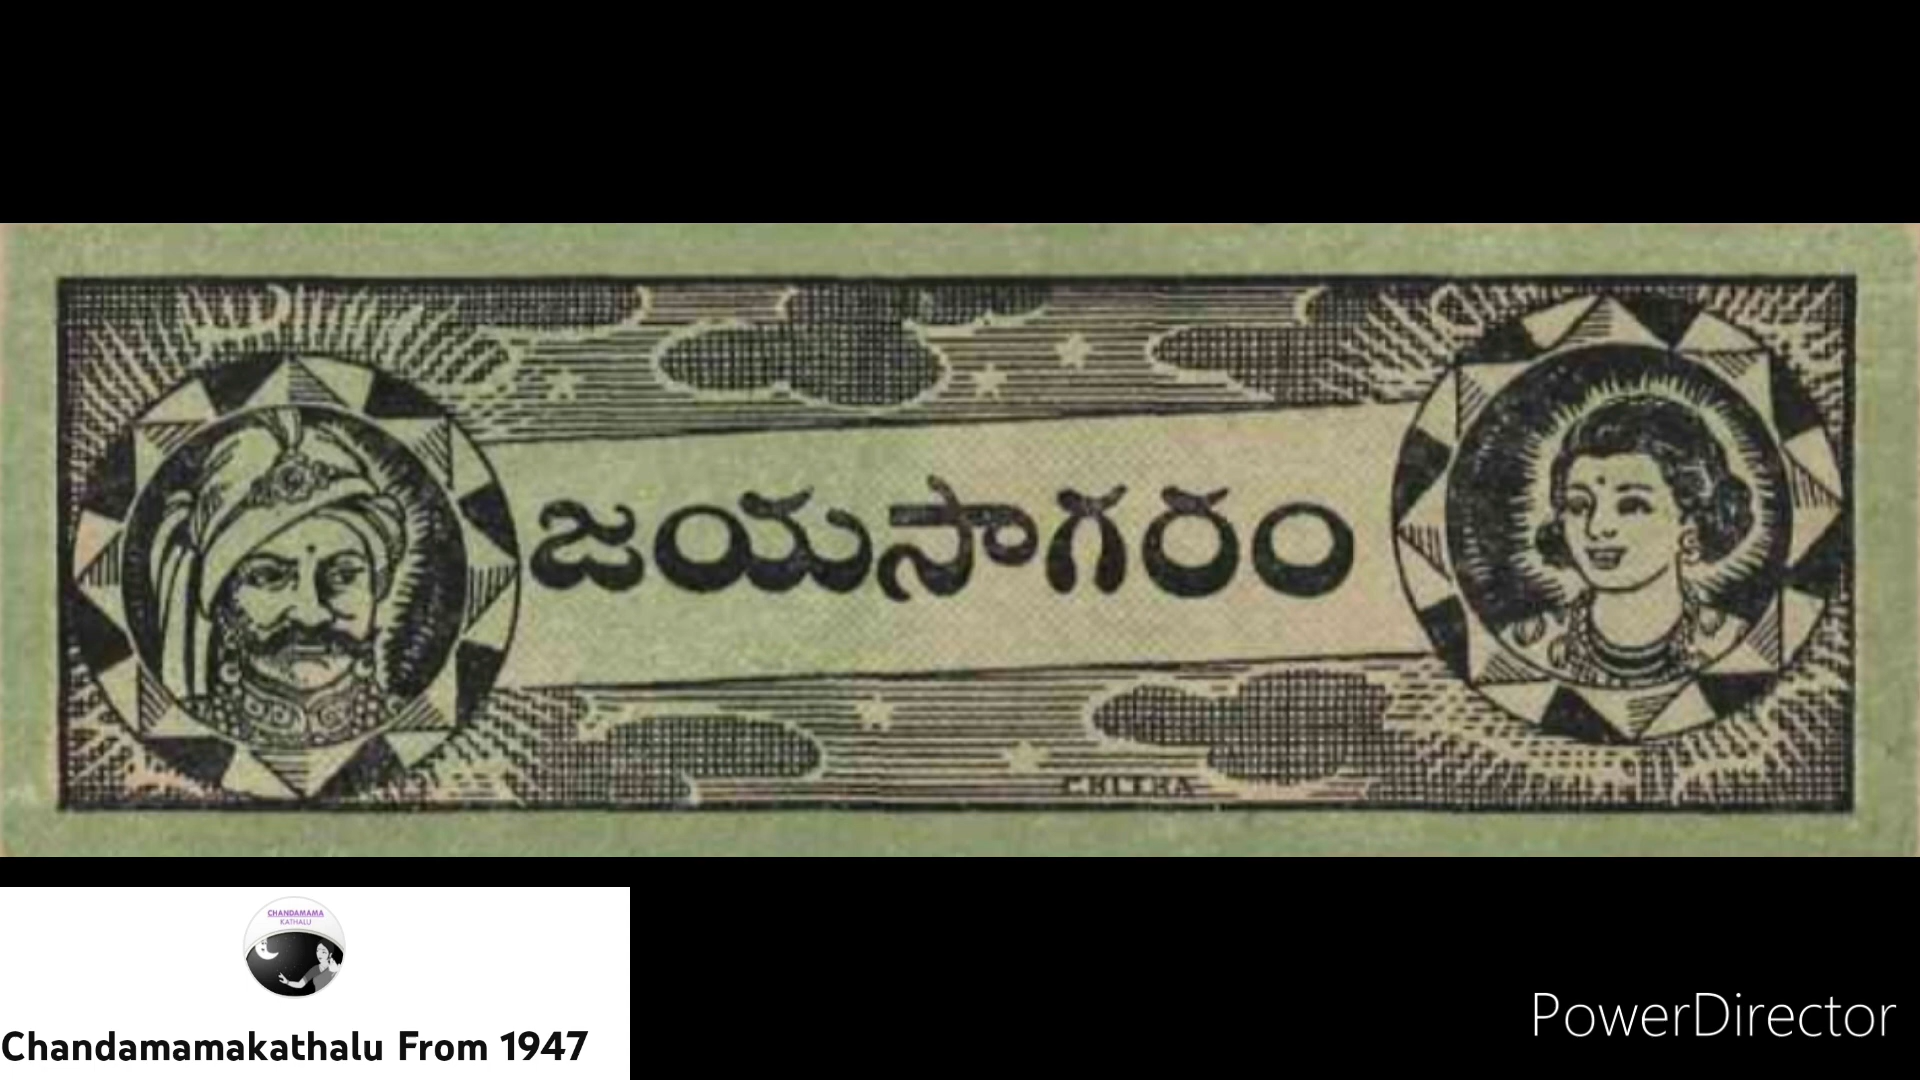 జయసాగరం
CHITRA
CHANDAMAMA
KATHALU
Chandamamakathalu From 1947
PowerDirector